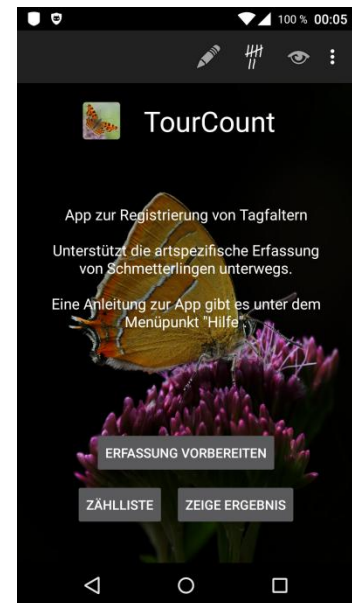 100 % 00:05
TourCount
App zur Registrierung von Tagfaltern
Unterstützt die artspezifische Erfassung
von Schmetterlingen unterwegs.
Eine Anleitung zur App gibt es unter dem
Menüpunkt "Hilfe".
ERFASSUNG VORBEREITEN
ZÄHLLISTE ZEIGE ERGEBNIS